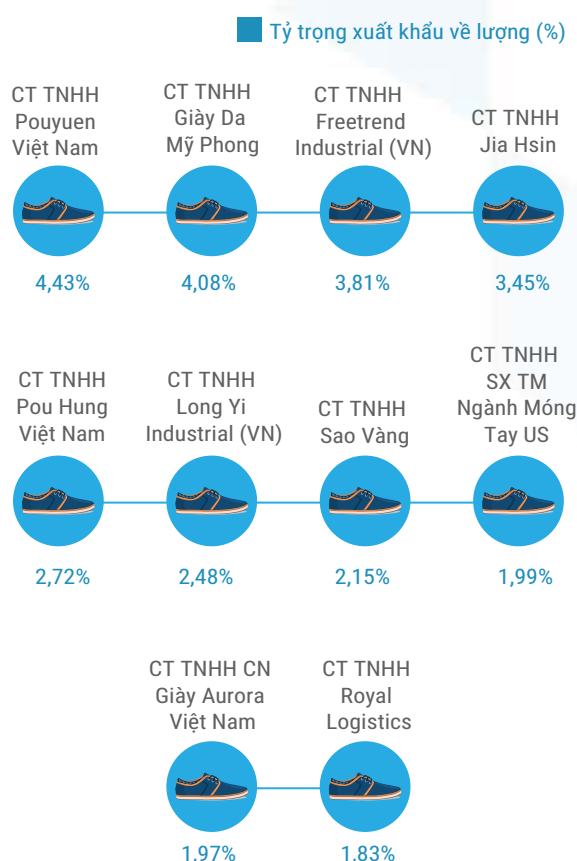 Tỷ trọng xuất khẩu về lượng (%)
CT TNHH
Pouyuen
Việt Nam
CT TNHH
Giày Da
Mỹ Phong
CT TNHH
Freetrend
Industrial (VN)
CT TNHH
Jia Hsin
4,43%
4,08%
3,81%
3,45%
CT TNHH
Pou Hung
Việt Nam
CT TNHH
Long Yi
Industrial (VN)
CT TNHH
Sao Vàng
CT TNHH
SX TM
Ngành Móng
Tay US
2,72%
2,48%
2,15%
1,99%
CT TNHH CN
Giày Aurora
Việt Nam
CT TNHH
Royal
Logistics
1.97%
1.83%